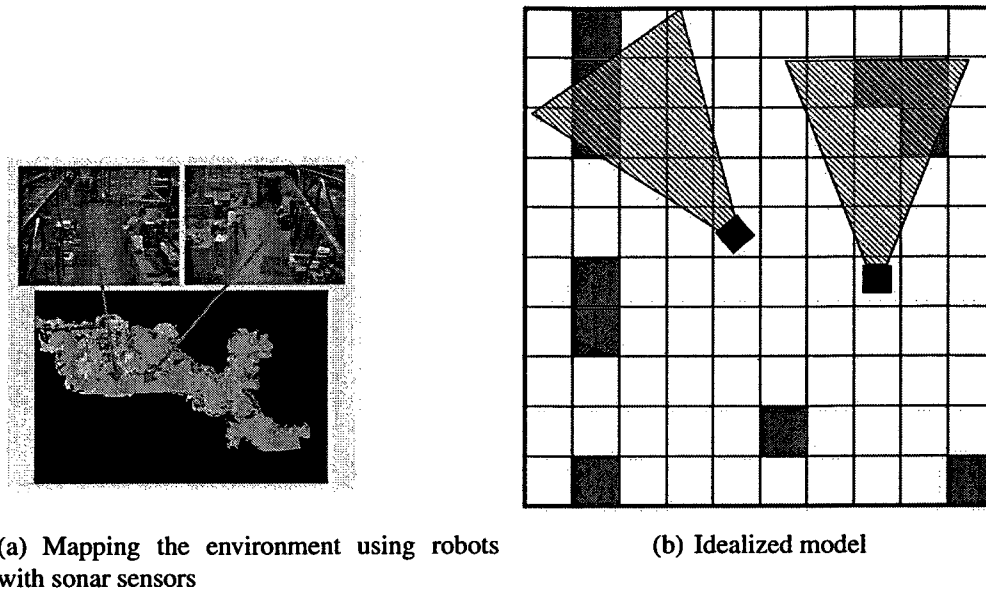 (a) Mapping the environment using robots
with sonar sensors
(b) Idealized model